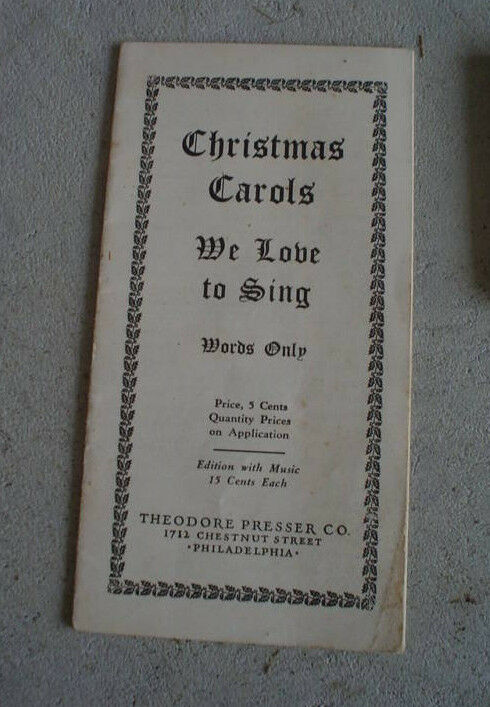 Christmas
Carols
We Love
to Sing
Words Only
Price, 5 Cents
Quantity Prices
on Application
Edition with Music
15 Cents Each
THEODORE PRESSER CO.
1712 CHESTNUT STREET
· PHILADELPHIA ·